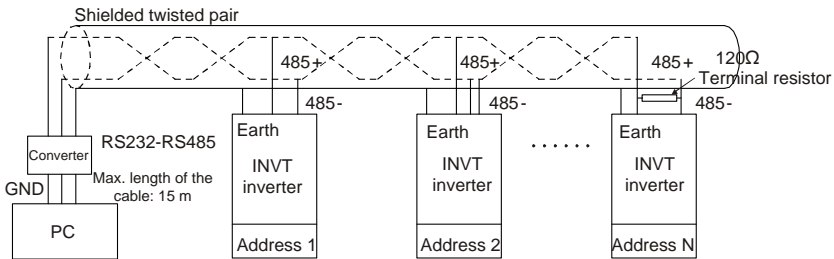 Shielded twisted pair
485+
485+
485+
120Ω
Terminal resistor
485-
485-
485-
Earth
Earth
Earth
Converter
RS232-RS485
INVT
inverter
INVT
inverter
......
INVT
inverter
GND
Max. length of the
cable: 15 m
PC
Address 1
Address 2
Address N